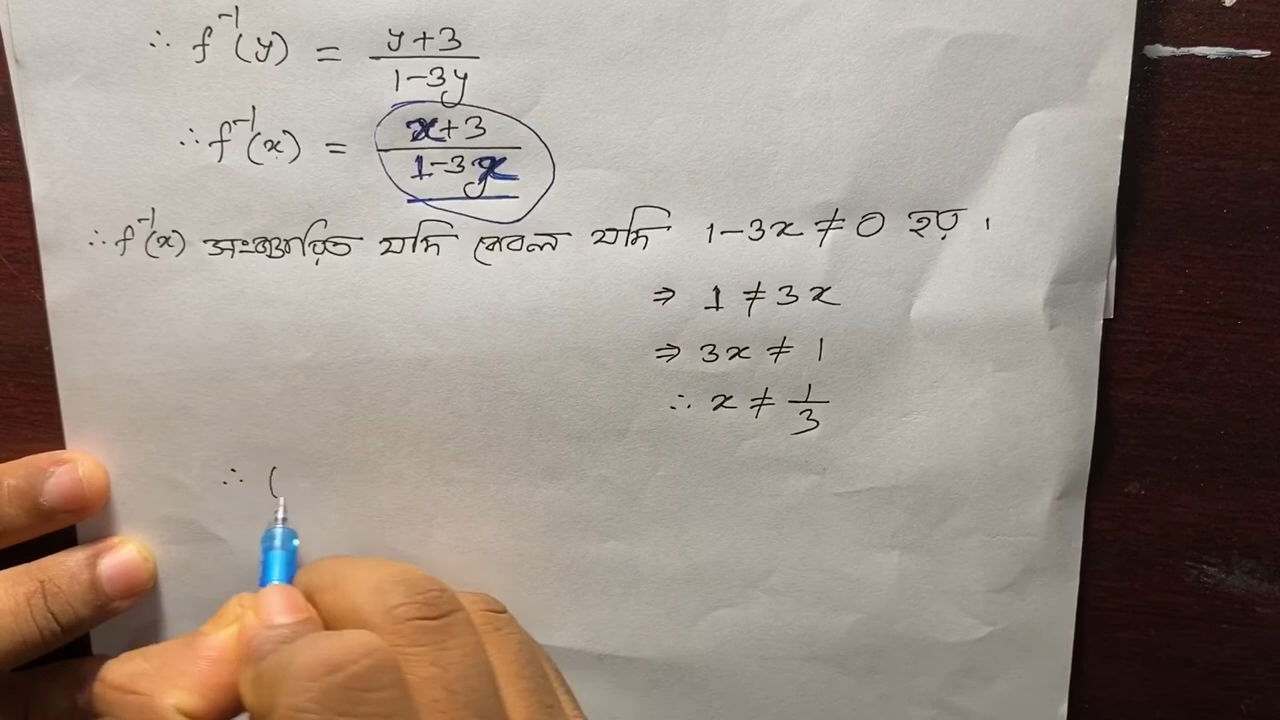 ∴ f⁻¹(y) = (y+3)/(1-3y)
∴ f⁻¹(x) = (x+3)/(1-3x)
∴ f⁻¹(x) সংজ্ঞায়িত যদি কেবল যদি 1-3x ≠ 0 হয় ।
⇒ 1 ≠ 3x
⇒ 3x ≠ 1
∴ x ≠ 1/3
∴ (